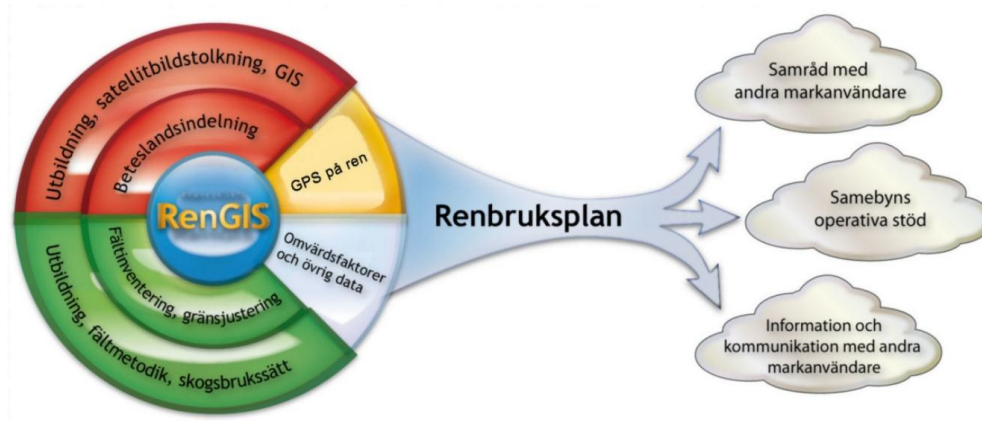 Utbildning, satellitbildstolkning, GIS
Beteslandsindelning
GPS på ren
RenGIS
Omvärdsfaktorer
och övrig data
Fältinventering, gränsjustering
Utbildning, fältmetodik, skogsbrukssätt
Renbruksplan
Samråd med
andra markanvändare
Samebyns
operativa stöd
Information och
kommunikation med andra
markanvändare